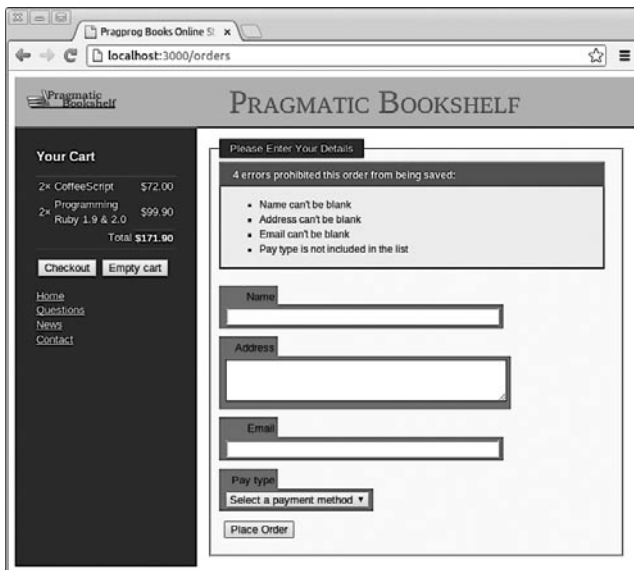 Pragprog Books Online St
localhost:3000/orders
Pragmatic
Bookshelf
PRAGMATIC BOOKSHELF
Your Cart
2× CoffeeScript $72.00
2× Programming Ruby 1.9 & 2.0 $99.90
Total $171.90
Checkout Empty cart
Home
Questions
News
Contact
Please Enter Your Details
4 errors prohibited this order from being saved:
Name can't be blank
Address can't be blank
Email can't be blank
Pay type is not included in the list
Name
Address
Email
Pay type
Select a payment method
Place Order